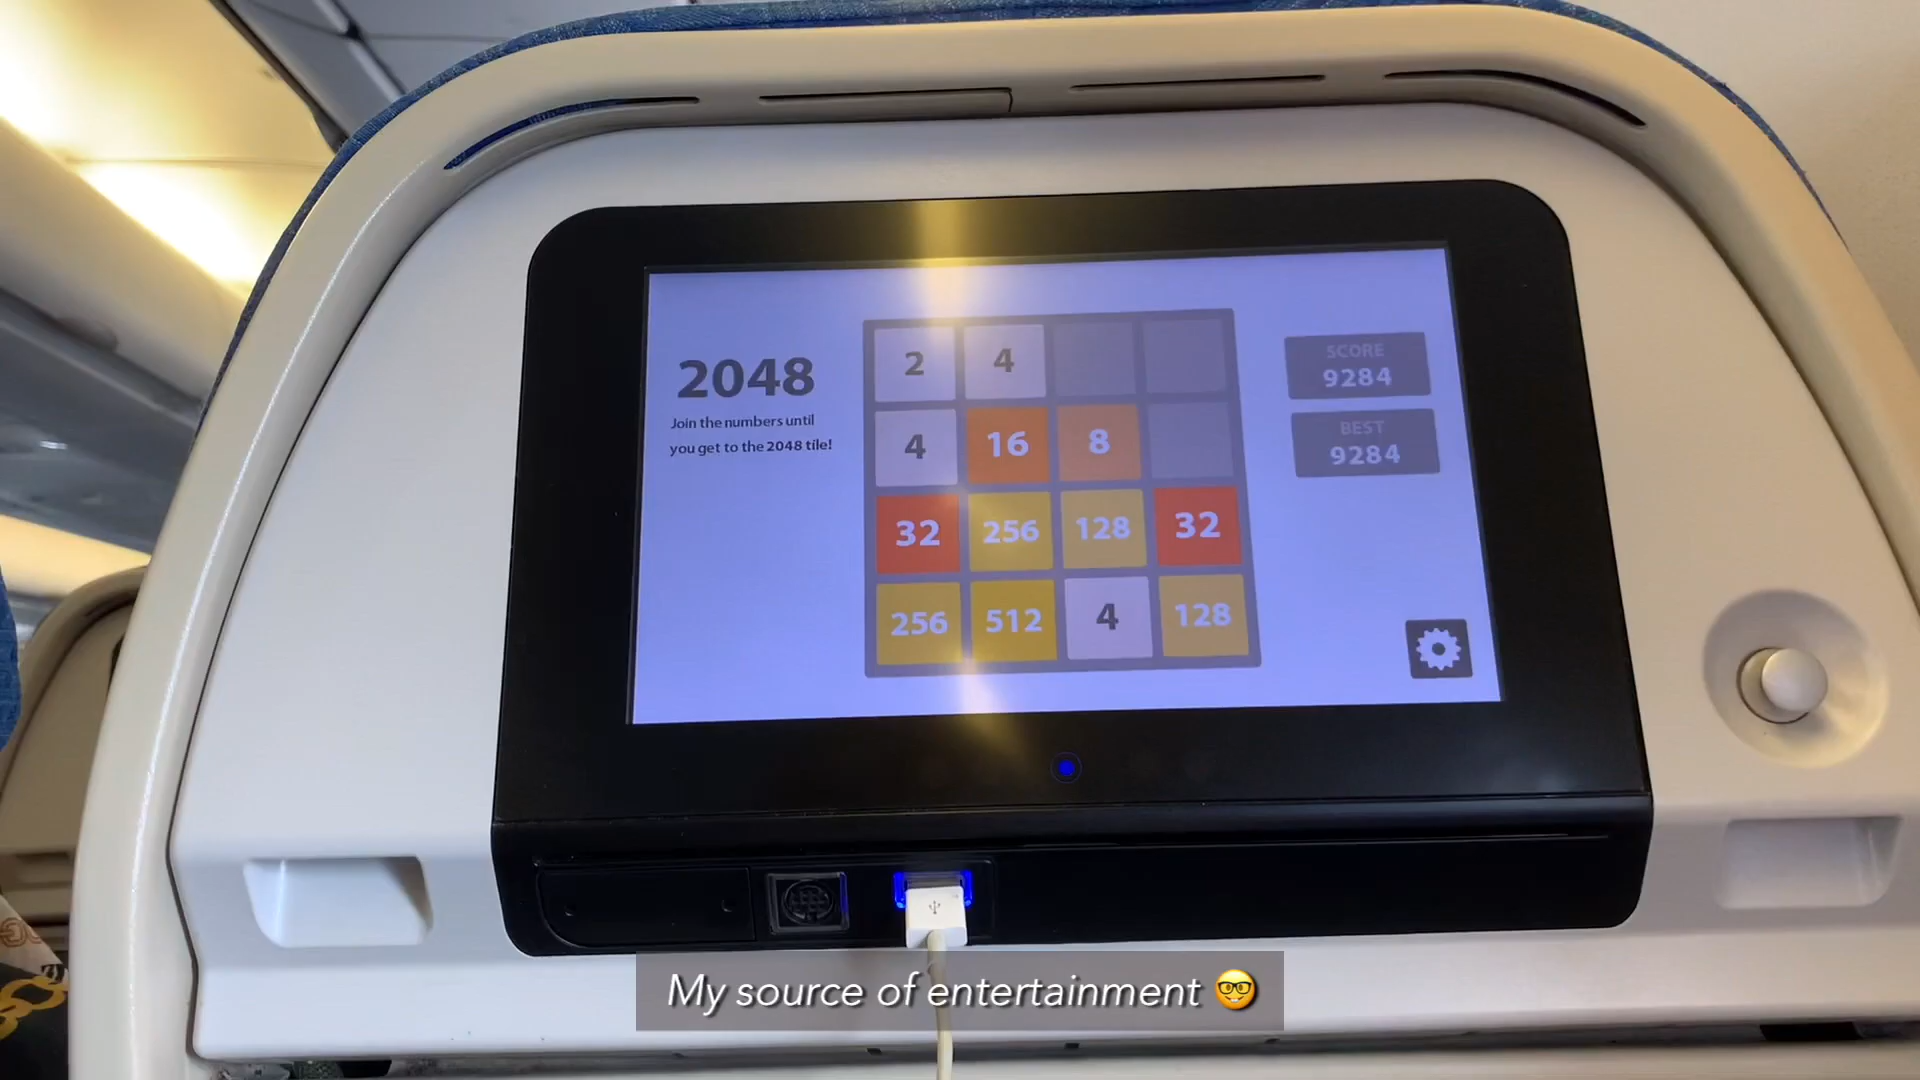 2048
Join the numbers until
you get to the 2048 tile!
2 4
4 16 8
32 256 128 32
256 512 4 128
SCORE
9284
BEST
9284
My source of entertainment 🤓